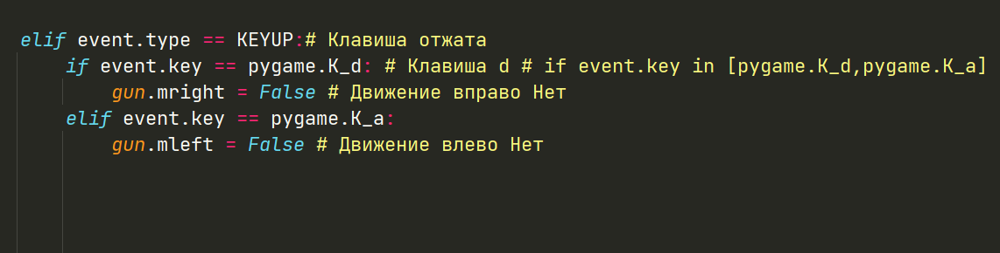 elif event.type == KEYUP:# Клавиша отжата
if event.key == pygame.K_d: # Клавиша d # if event.key in [pygame.K_d,pygame.K_a]
gun.mright = False # Движение вправо Нет
elif event.key == pygame.K_a:
gun.mleft = False # Движение влево Нет